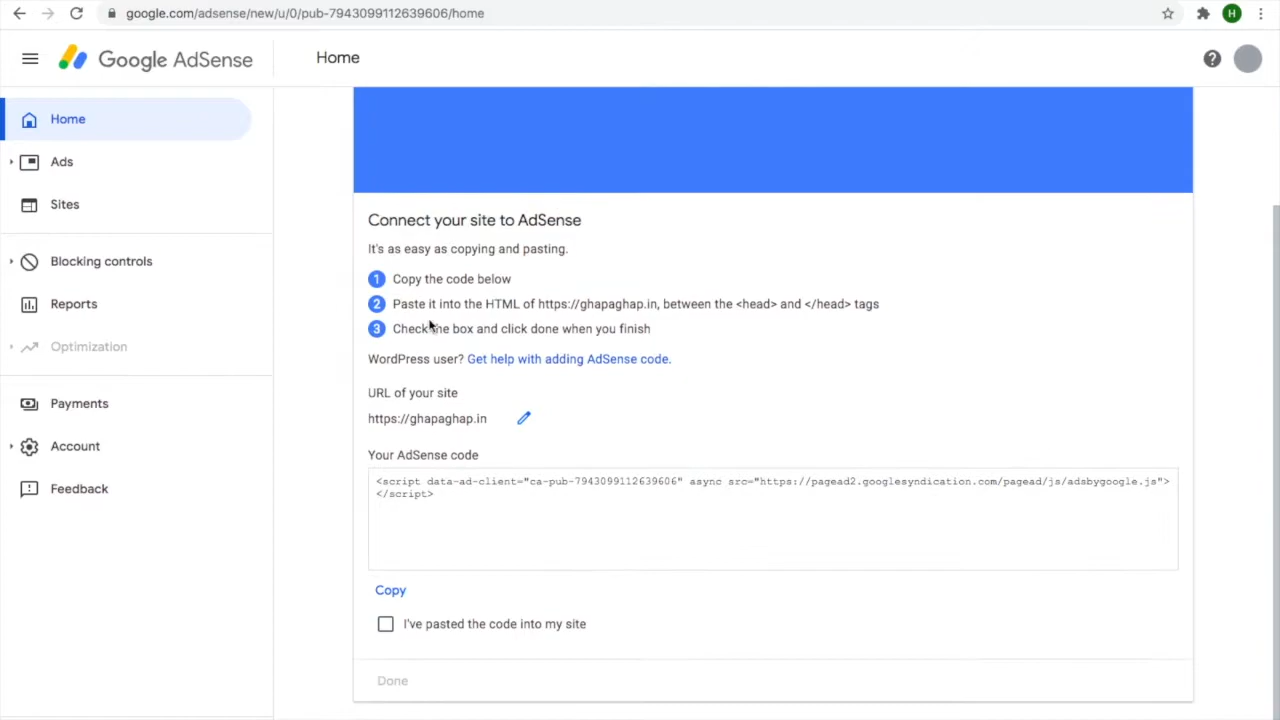 google.com/adsense/new/u/0/pub-7943099112639606/home
H
Google AdSense
Home
Home
Ads
Sites
Blocking controls
Reports
Optimization
Payments
Account
Feedback
Connect your site to AdSense
It's as easy as copying and pasting.
1 Copy the code below
2 Paste it into the HTML of https://ghapaghap.in, between the <head> and </head> tags
3 Check the box and click done when you finish
WordPress user? Get help with adding AdSense code.
URL of your site
https://ghapaghap.in
Your AdSense code
<script data-ad-client="ca-pub-7943099112639606" async src="https://pagead2.googlesyndication.com/pagead/js/adsbygoogle.js">
</script>
Copy
I've pasted the code into my site
Done